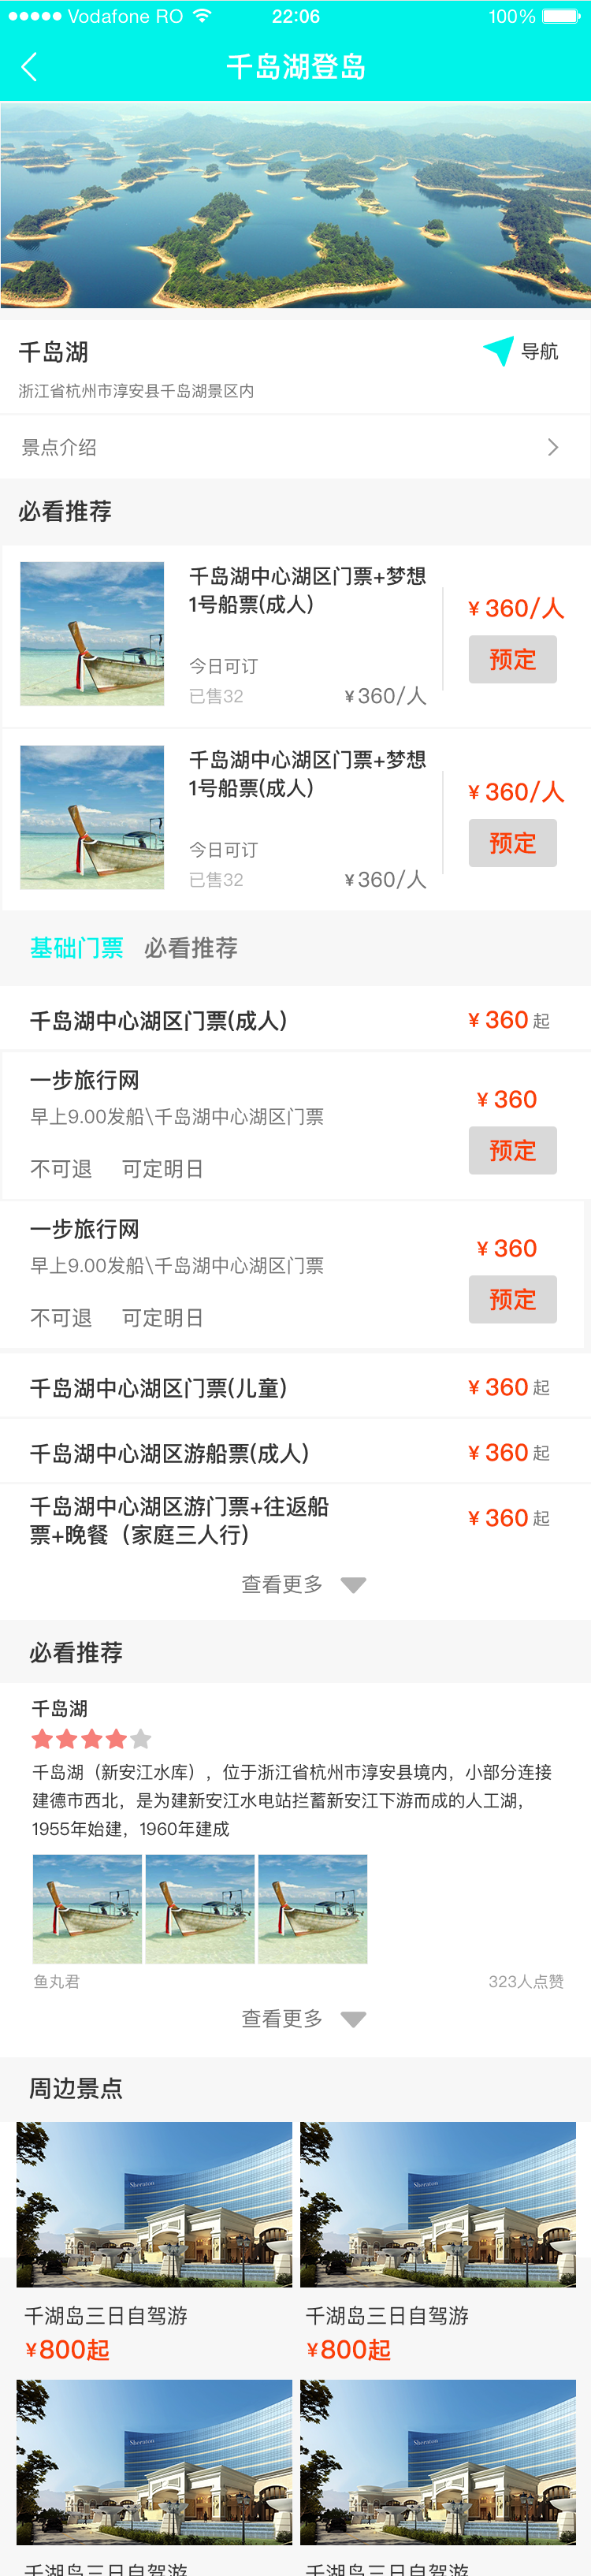 Vodafone RO 22:06 100%
千岛湖登岛
千岛湖 导航
浙江省杭州市淳安县千岛湖景区内
景点介绍
必看推荐
千岛湖中心湖区门票+梦想
1号船票(成人)
¥ 360/人
预定
今日可订
已售32 ¥360/人
千岛湖中心湖区门票+梦想
1号船票(成人)
¥ 360/人
预定
今日可订
已售32 ¥360/人
基础门票 必看推荐
千岛湖中心湖区门票(成人) ¥ 360 起
一步旅行网
¥ 360
早上9.00发船\千岛湖中心湖区门票
预定
不可退 可定明日
一步旅行网
¥ 360
早上9.00发船\千岛湖中心湖区门票
预定
不可退 可定明日
千岛湖中心湖区门票(儿童) ¥ 360 起
千岛湖中心湖区游船票(成人) ¥ 360 起
千岛湖中心湖区游门票+往返船
票+晚餐（家庭三人行）
¥ 360 起
查看更多
必看推荐
千岛湖
千岛湖（新安江水库），位于浙江省杭州市淳安县境内，小部分连接
建德市西北，是为建新安江水电站拦蓄新安江下游而成的人工湖，
1955年始建，1960年建成
鱼丸君 323人点赞
查看更多
周边景点
Sheraton Sheraton
千湖岛三日自驾游 千湖岛三日自驾游
¥800起 ¥800起
Sheraton Sheraton
千湖岛三日自驾游 千湖岛三日自驾游